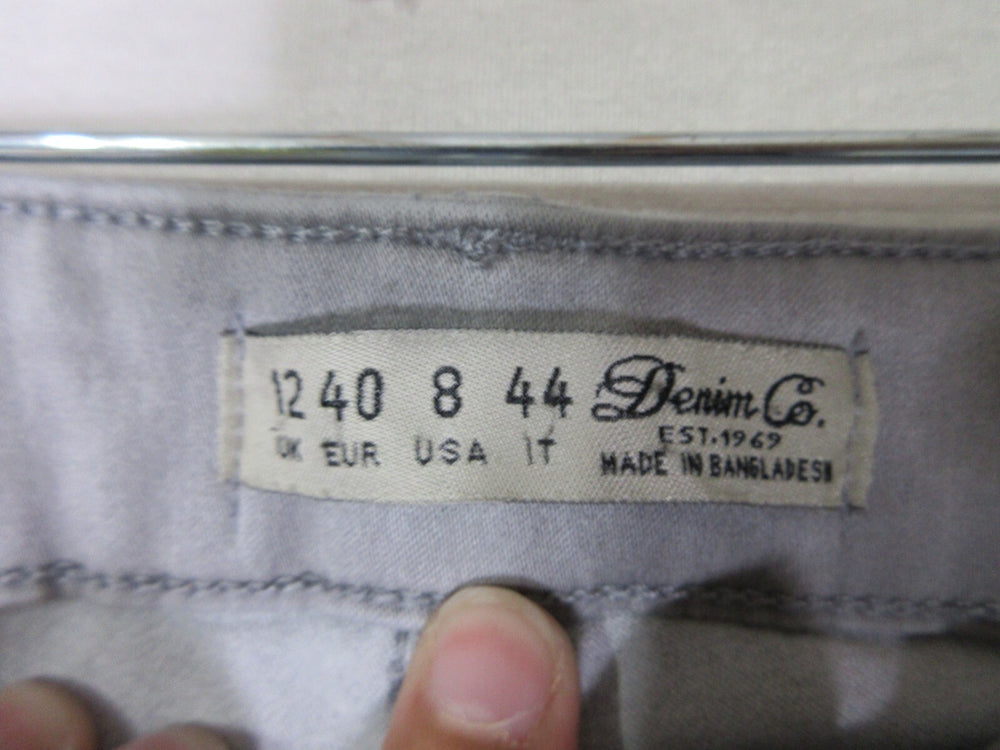 12 40 8 44 Denim Co.
UK EUR USA IT EST.1969
MADE IN BANGLADESH